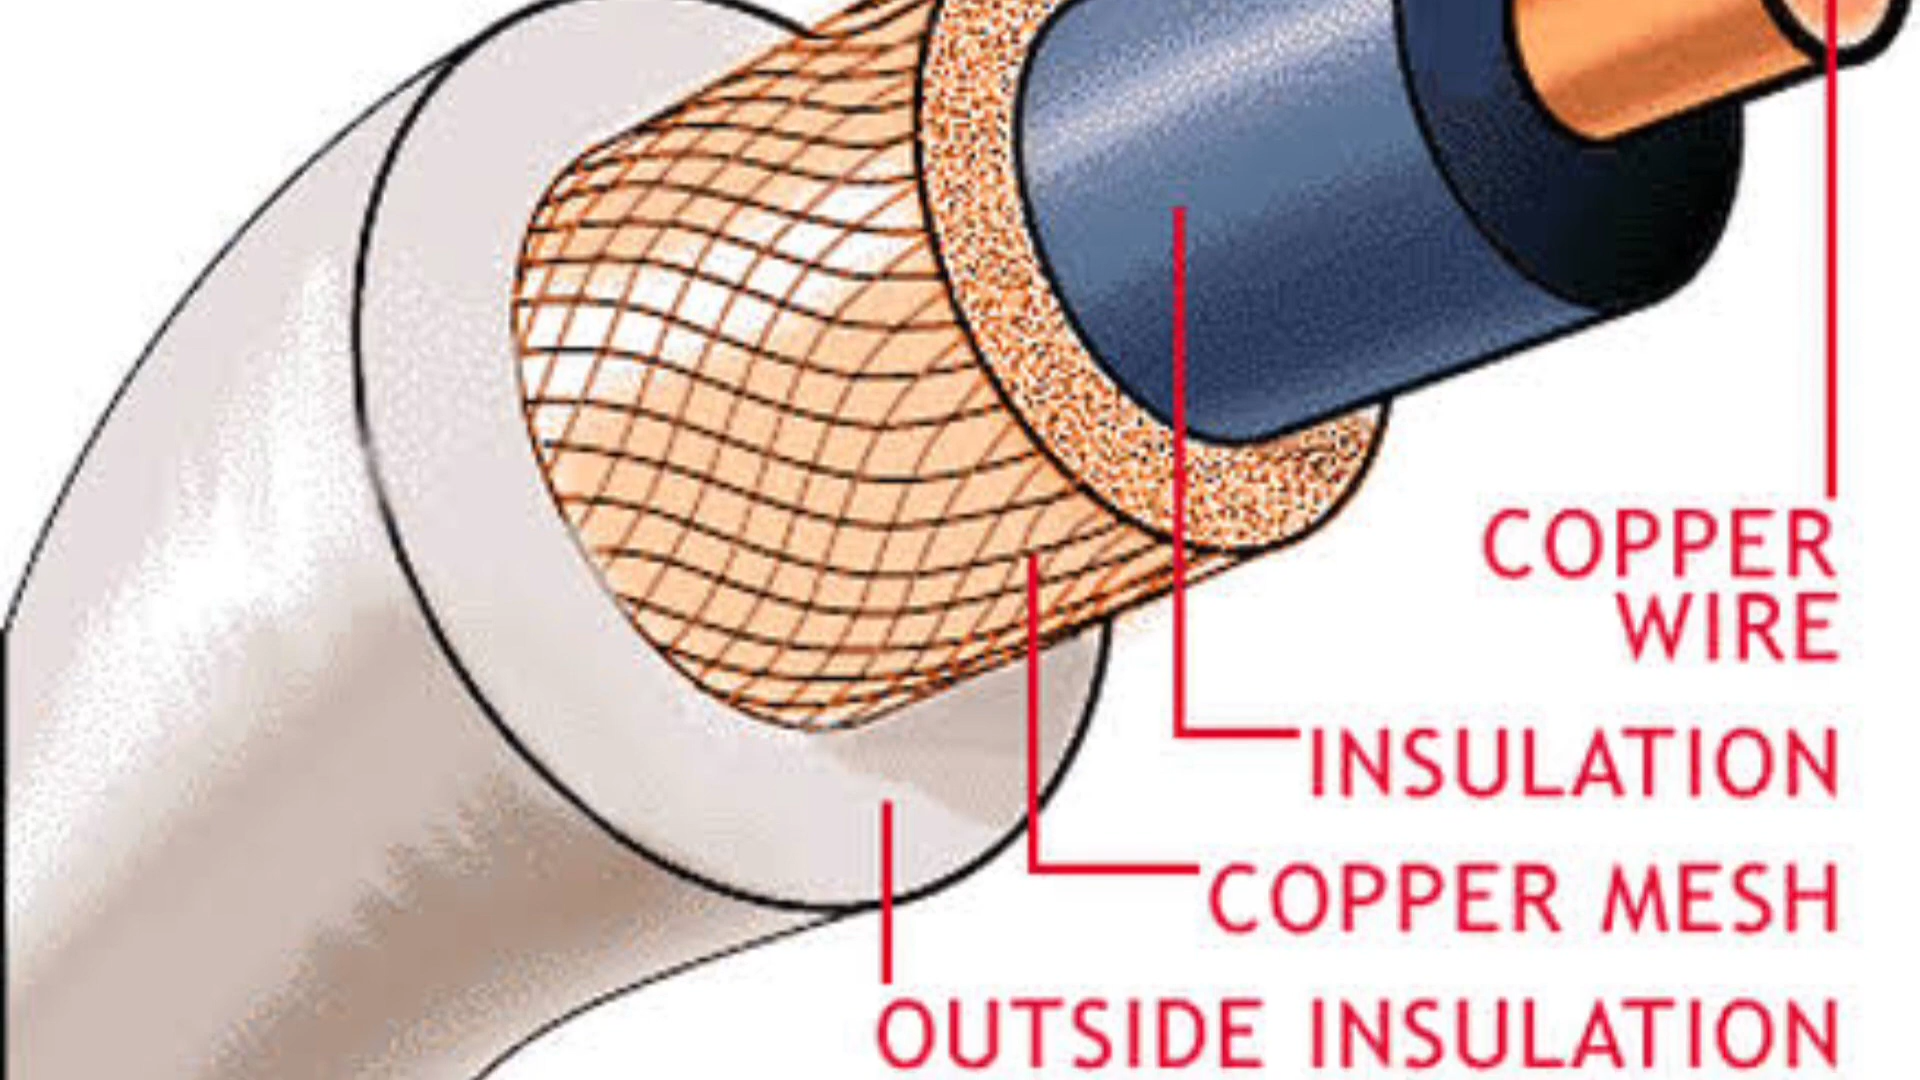 COPPER
WIRE
INSULATION
COPPER MESH
OUTSIDE INSULATION